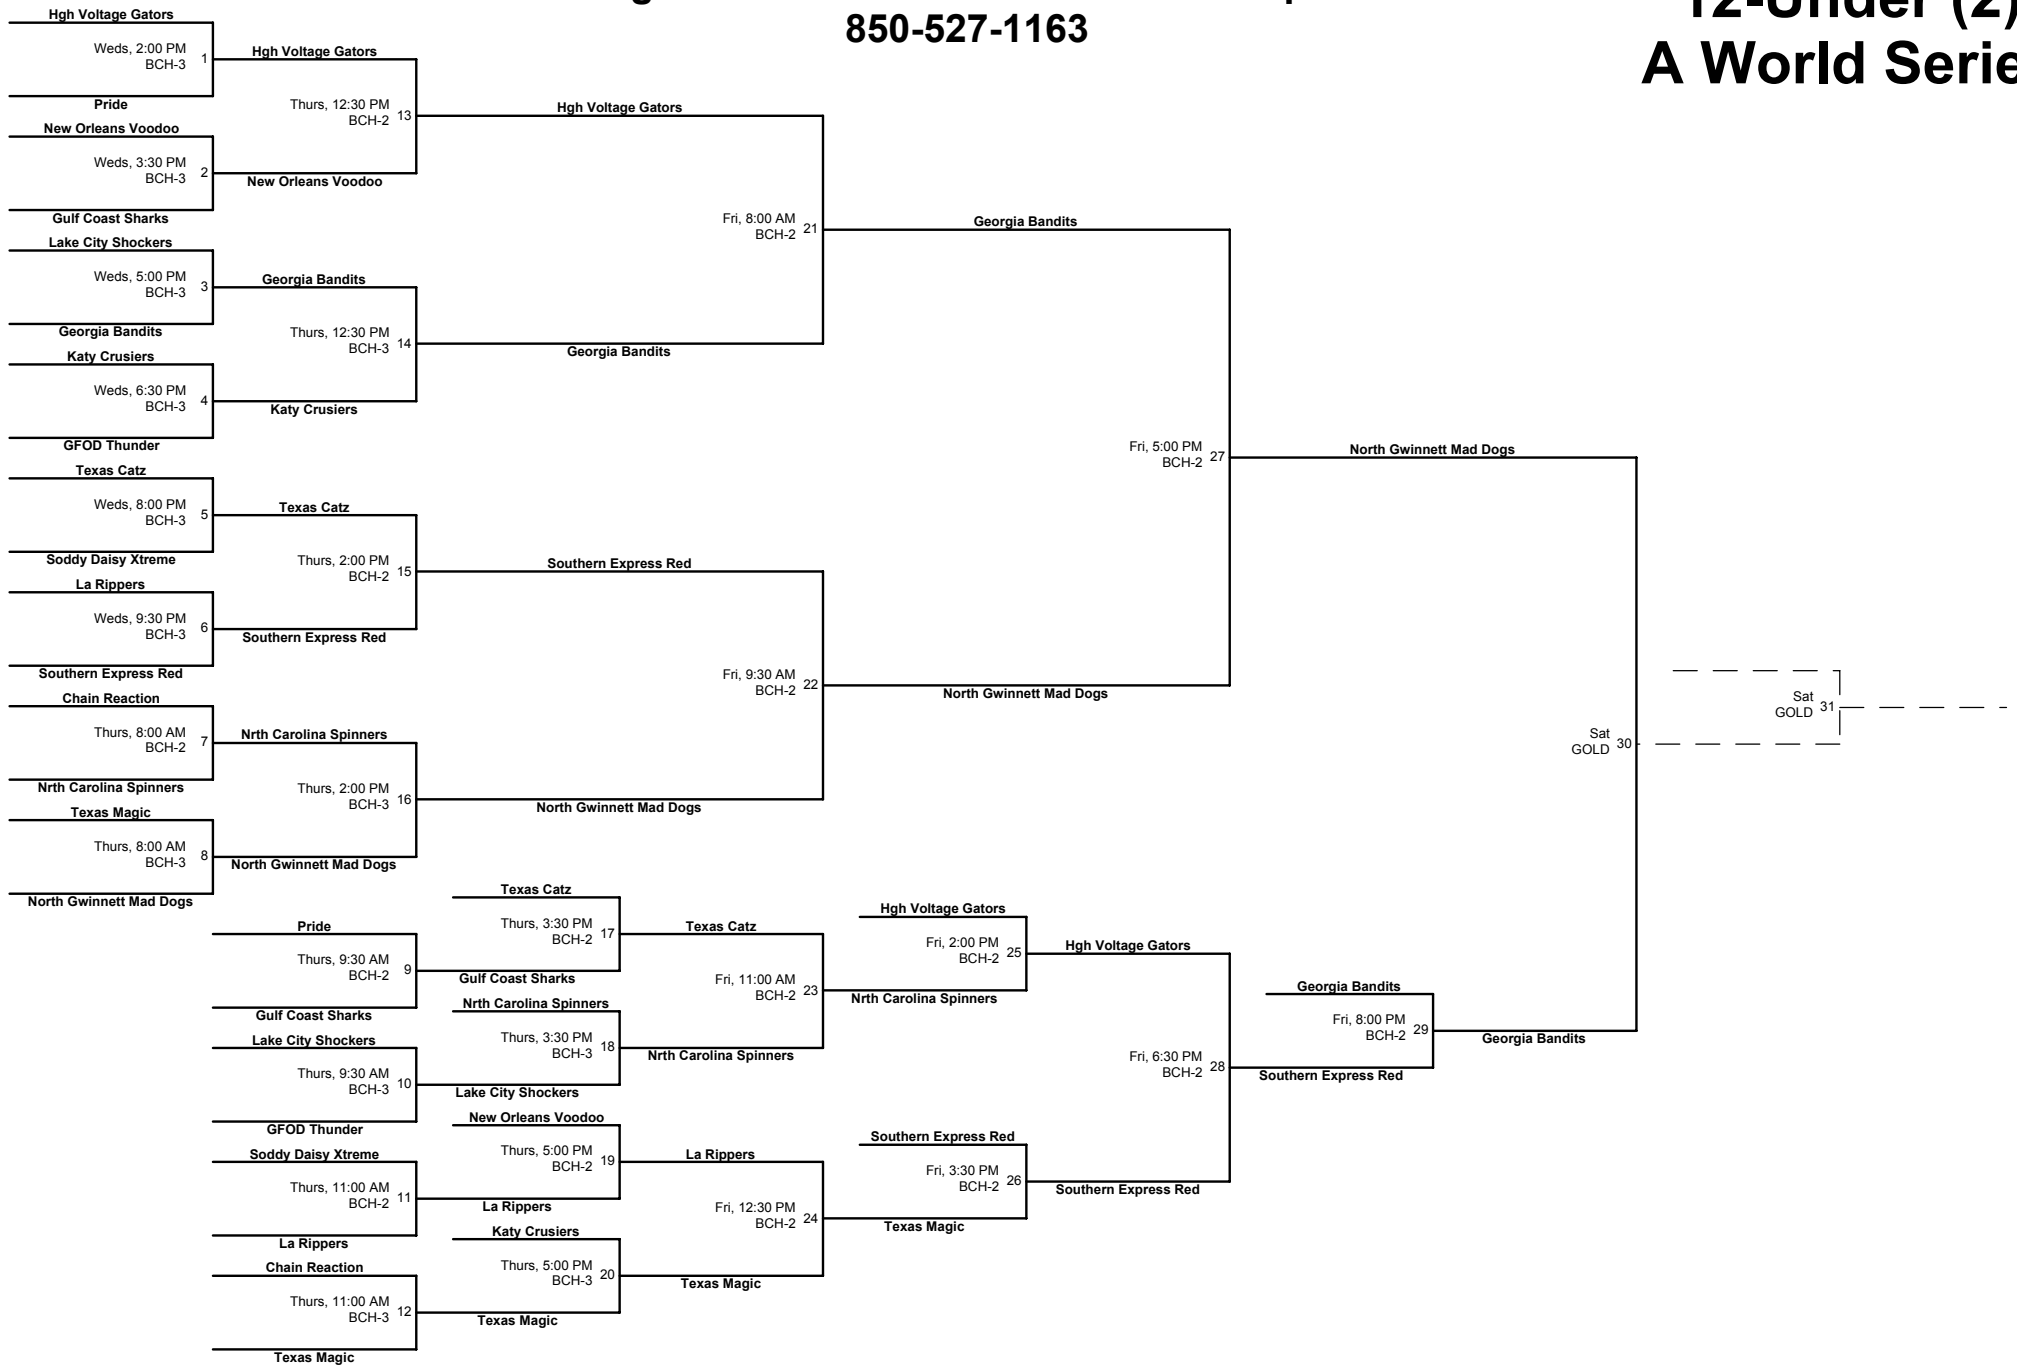 850-527-1163
12-Under (2)
A World Serie
Hgh Voltage Gators
Weds, 2:00 PM
BCH-3 1
Pride
New Orleans Voodoo
Weds, 3:30 PM
BCH-3 2
Gulf Coast Sharks
Lake City Shockers
Weds, 5:00 PM
BCH-3 3
Georgia Bandits
Katy Crusiers
Weds, 6:30 PM
BCH-3 4
GFOD Thunder
Texas Catz
Weds, 8:00 PM
BCH-3 5
Soddy Daisy Xtreme
La Rippers
Weds, 9:30 PM
BCH-3 6
Southern Express Red
Chain Reaction
Thurs, 8:00 AM
BCH-2 7
Nrth Carolina Spinners
Texas Magic
Thurs, 8:00 AM
BCH-3 8
North Gwinnett Mad Dogs
Hgh Voltage Gators
Thurs, 12:30 PM
BCH-2 13
New Orleans Voodoo
Georgia Bandits
Thurs, 12:30 PM
BCH-3 14
Katy Crusiers
Texas Catz
Thurs, 2:00 PM
BCH-2 15
Southern Express Red
Nrth Carolina Spinners
Thurs, 2:00 PM
BCH-3 16
North Gwinnett Mad Dogs
Hgh Voltage Gators
Fri, 8:00 AM
BCH-2 21
Georgia Bandits
Southern Express Red
Fri, 9:30 AM
BCH-2 22
North Gwinnett Mad Dogs
Georgia Bandits
Fri, 5:00 PM
BCH-2 27
North Gwinnett Mad Dogs
North Gwinnett Mad Dogs
Sat
GOLD 30
Sat
GOLD 31
Pride
Thurs, 9:30 AM
BCH-2 9
Gulf Coast Sharks
Lake City Shockers
Thurs, 9:30 AM
BCH-3 10
GFOD Thunder
Soddy Daisy Xtreme
Thurs, 11:00 AM
BCH-2 11
La Rippers
Chain Reaction
Thurs, 11:00 AM
BCH-3 12
Texas Magic
Texas Catz
Thurs, 3:30 PM
BCH-2 17
Gulf Coast Sharks
Nrth Carolina Spinners
Thurs, 3:30 PM
BCH-3 18
Lake City Shockers
New Orleans Voodoo
Thurs, 5:00 PM
BCH-2 19
La Rippers
Katy Crusiers
Thurs, 5:00 PM
BCH-3 20
Texas Magic
Texas Catz
Fri, 11:00 AM
BCH-2 23
Nrth Carolina Spinners
La Rippers
Fri, 12:30 PM
BCH-2 24
Texas Magic
Hgh Voltage Gators
Fri, 2:00 PM
BCH-2 25
Nrth Carolina Spinners
Southern Express Red
Fri, 3:30 PM
BCH-2 26
Texas Magic
Hgh Voltage Gators
Fri, 6:30 PM
BCH-2 28
Southern Express Red
Georgia Bandits
Fri, 8:00 PM
BCH-2 29
Southern Express Red
Georgia Bandits